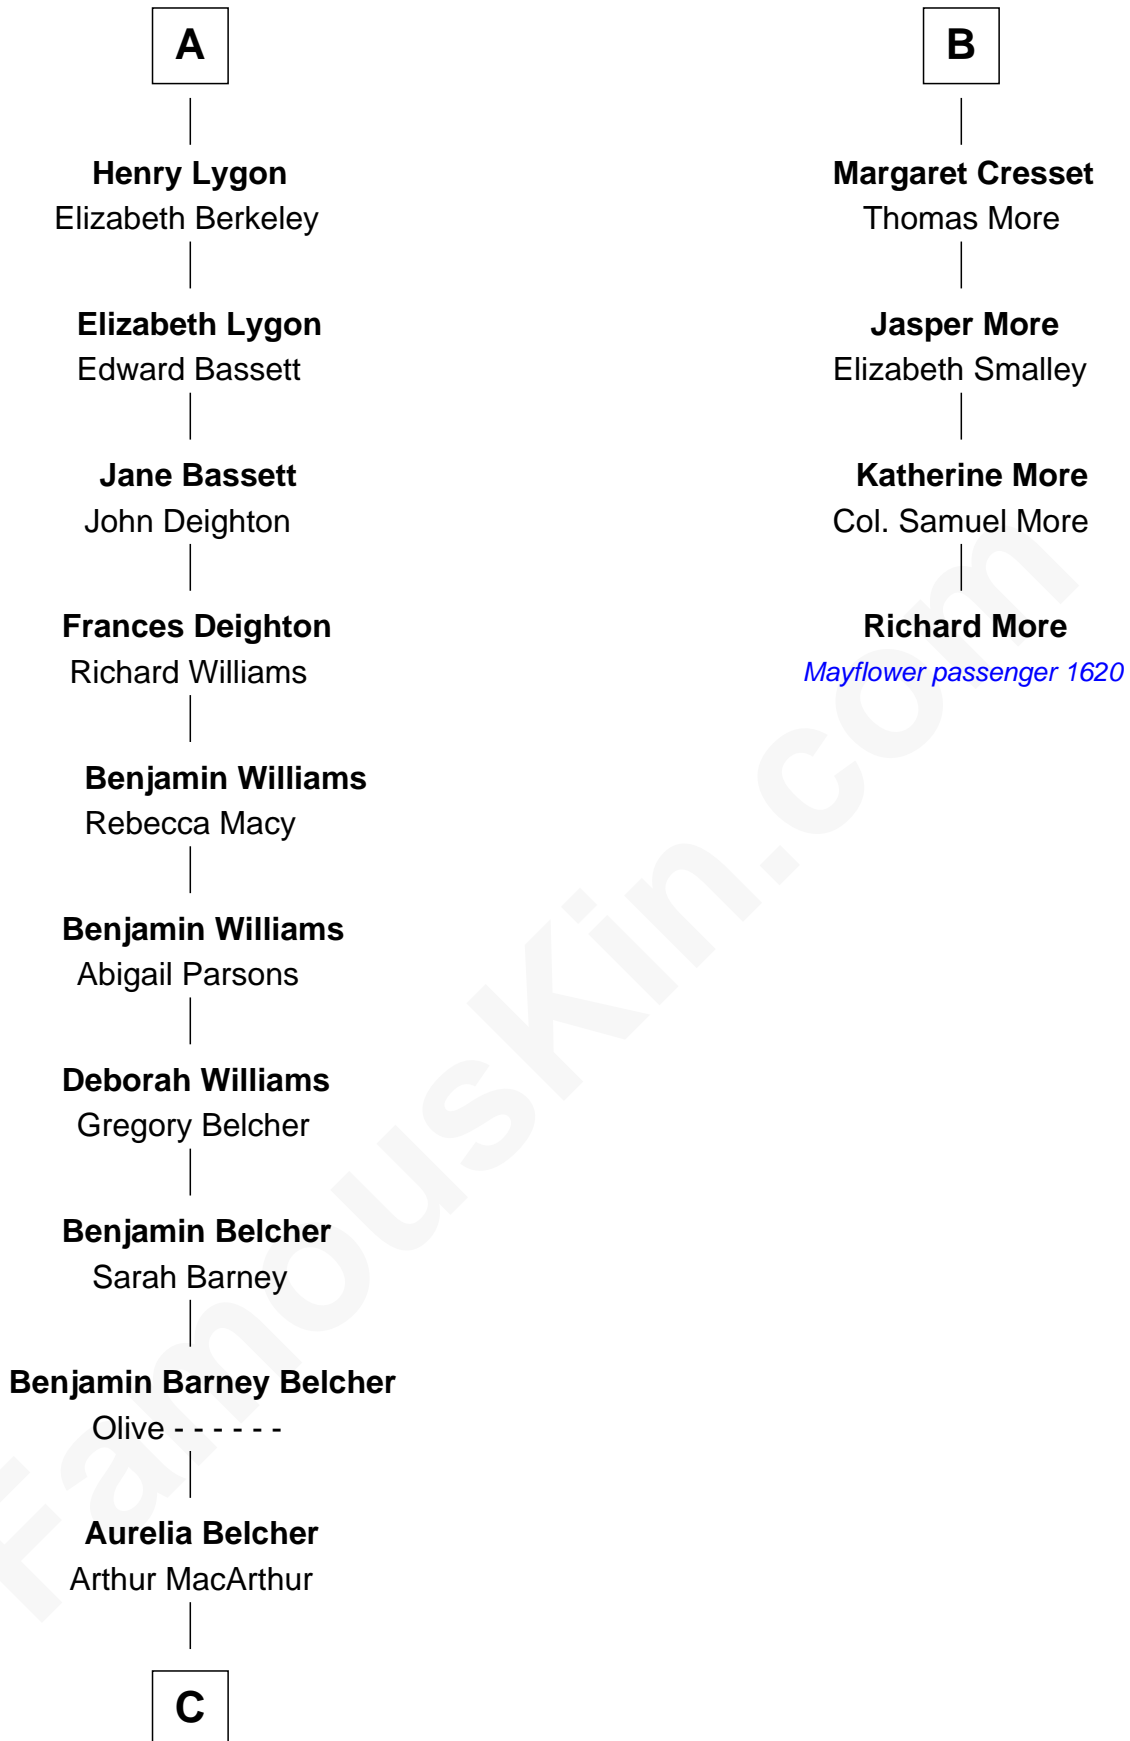 A
Henry Lygon
Elizabeth Berkeley
Elizabeth Lygon
Edward Bassett
Jane Bassett
John Deighton
Frances Deighton
Richard Williams
Benjamin Williams
Rebecca Macy
Benjamin Williams
Abigail Parsons
Deborah Williams
Gregory Belcher
Benjamin Belcher
Sarah Barney
Benjamin Barney Belcher
Olive - - - - - -
Aurelia Belcher
Arthur MacArthur
C
B
Margaret Cresset
Thomas More
Jasper More
Elizabeth Smalley
Katherine More
Col. Samuel More
Richard More
Mayflower passenger 1620
FamousKin.com